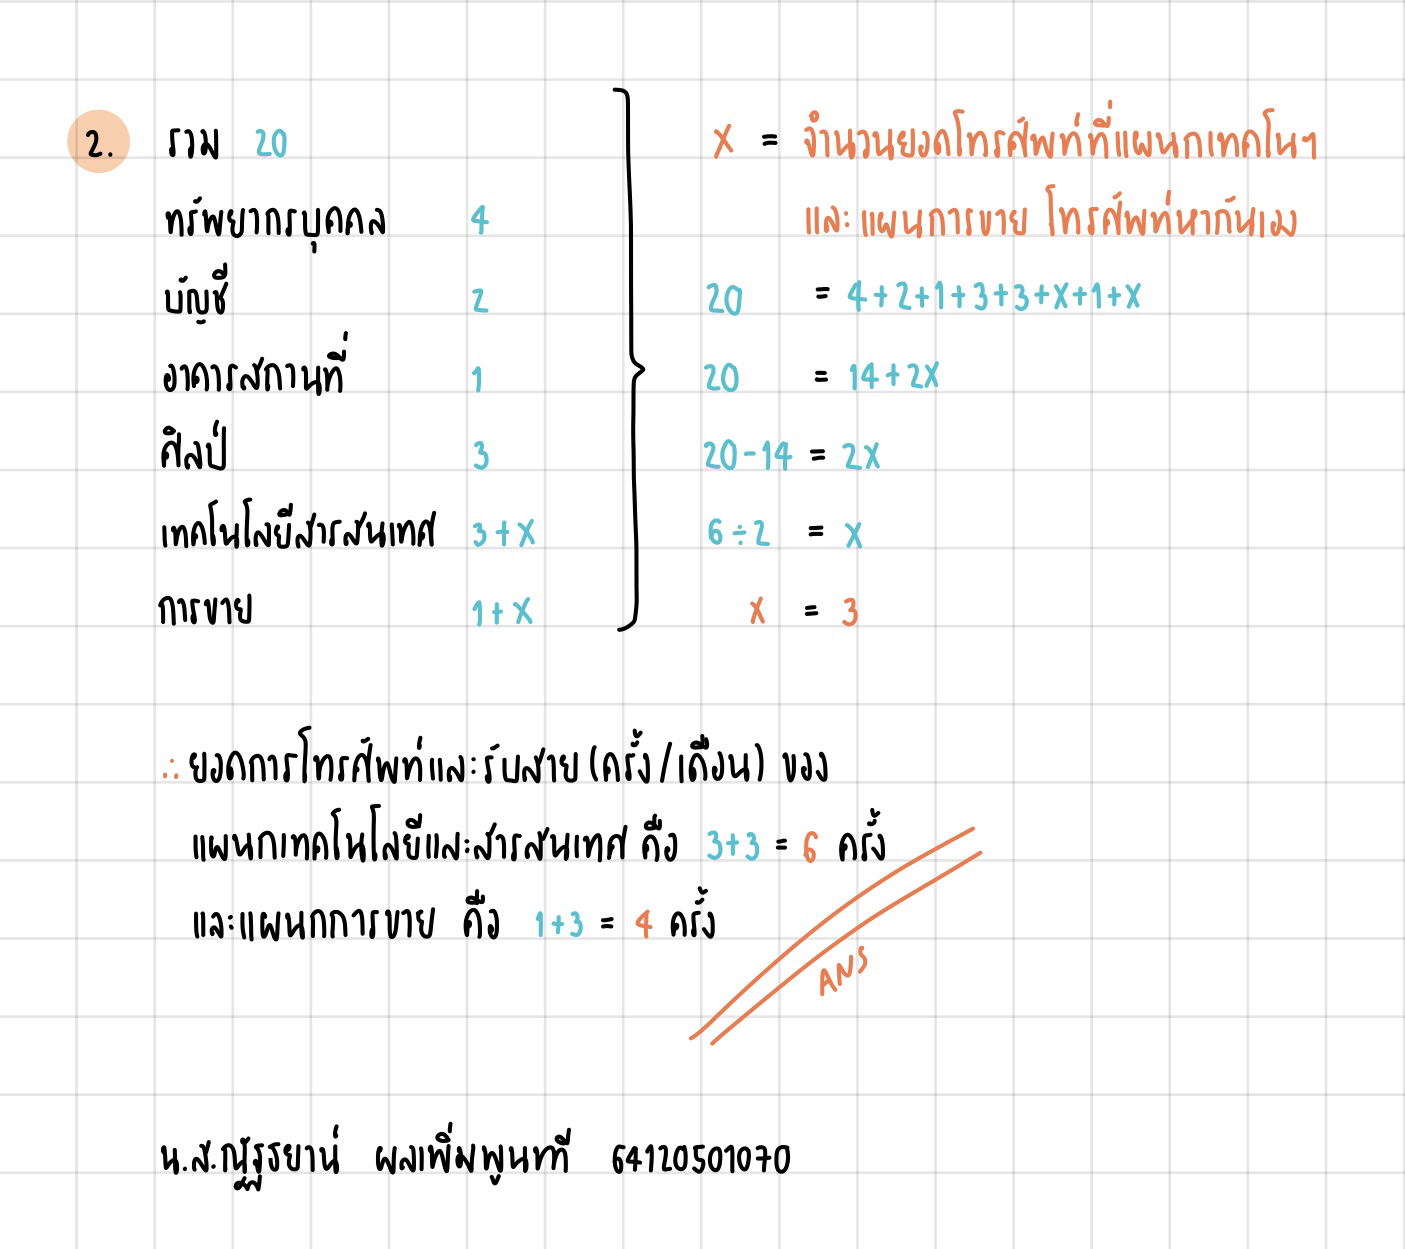 2. รวม 20
ทรัพยากรบุคคล 4
บัญชี 2
อาคารสถานที่ 1
ศิลป์ 3
เทคโนโลยีสารสนเทศ 3+X
การขาย 1+X
X = จำนวนยอดโทรศัพท์ที่แผนกเทคโนฯ
และแผนการขาย โทรศัพท์หากันเอง
20 = 4+2+1+3+3+X+1+X
20 = 14+2X
20-14 = 2X
6÷2 = X
X = 3
∴ ยอดการโทรศัพท์และรับสาย (ครั้ง/เดือน) ของ
แผนกเทคโนโลยีและสารสนเทศ คือ 3+3 = 6 ครั้ง
และแผนกการขาย คือ 1+3 = 4 ครั้ง
ANS
น.ส.ณัฐธยาน์ ผลเพิ่มพูนทวี 64120501070